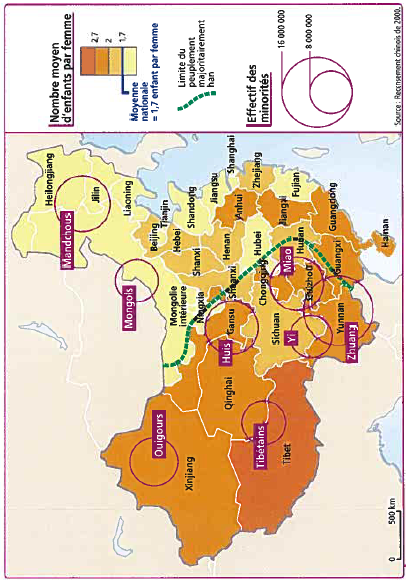 Nombre moyen
d'enfants par femme
2,7
2
1,7
Moyenne
nationale
= 1,7 enfant par femme
Limite du
peuplement
majoritairement
han
Effectif des
minorités
16 000 000
8 000 000
Source : Recensement chinois de 2000.
Heilongjiang
Mandchous
Jilin
Liaoning
Mongols
Mongolie
Intérieure
Beijing
Tianjin
Hebei
Shandong
Shanxi
Jiangsu
Shanghai
Ningxia
Shaanxi
Henan
Anhui
Zhejiang
Ouïgours
Xinjiang
Gansu
Huis
Hubei
Chongqing
Jiangxi
Fujian
Qinghai
Sichuan
Miao
Hunan
Guizhou
Guangdong
Guangxi
Hainan
Yi
Yunnan
Zhuang
Tibétains
Tibet
0
500 km